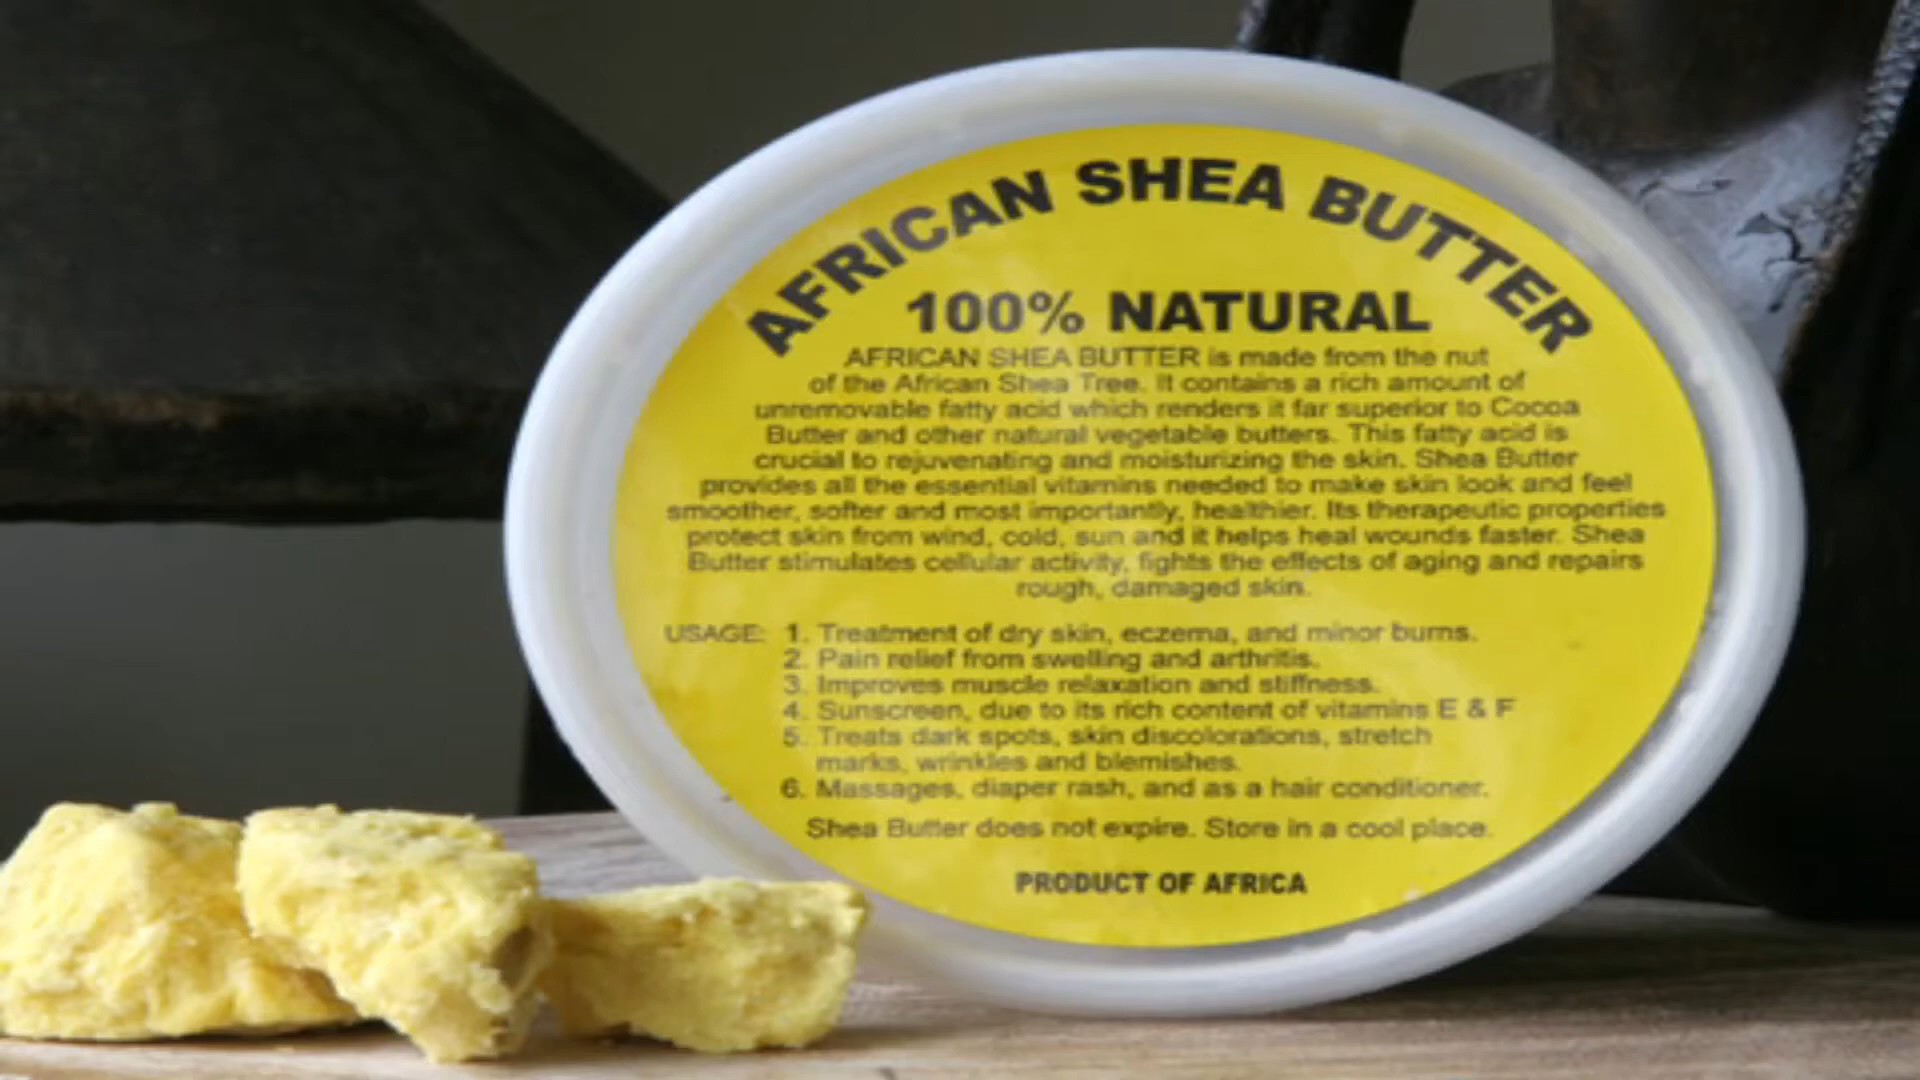 AFRICAN SHEA BUTTER
100% NATURAL
AFRICAN SHEA BUTTER is made from the nut
of the African Shea Tree. It contains a rich amount of
unremovable fatty acid which renders it far superior to Cocoa
Butter and other natural vegetable butters. This fatty acid is
crucial to rejuvenating and moisturizing the skin. Shea Butter
provides all the essential vitamins needed to make skin look and feel
smoother, softer and most importantly, healthier. Its therapeutic properties
protect skin from wind, cold, sun and it helps heal wounds faster. Shea
Butter stimulates cellular activity, fights the effects of aging and repairs
rough, damaged skin.
USAGE: 1. Treatment of dry skin, eczema, and minor burns.
2. Pain relief from swelling and arthritis.
3. Improves muscle relaxation and stiffness.
4. Sunscreen, due to its rich content of vitamins E & F
5. Treats dark spots, skin discolorations, stretch
marks, wrinkles and blemishes.
6. Massages, diaper rash, and as a hair conditioner.
Shea Butter does not expire. Store in a cool place.
PRODUCT OF AFRICA